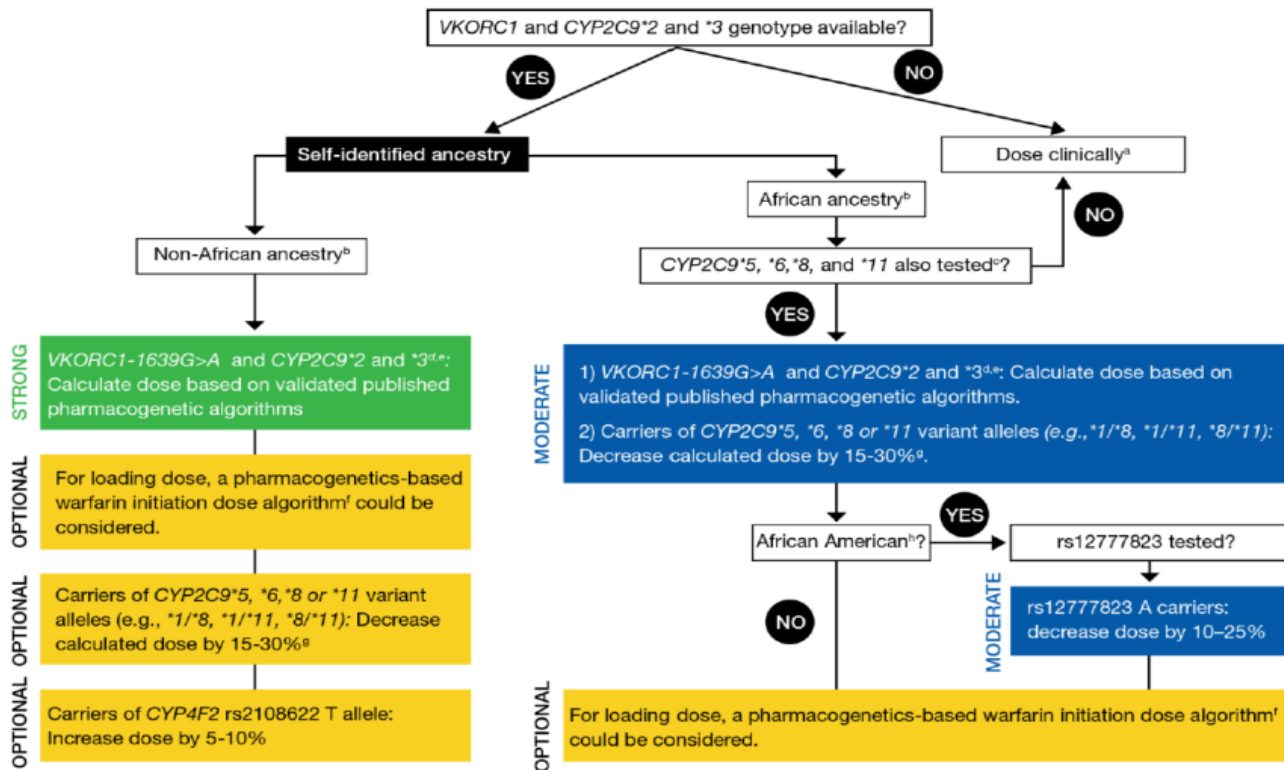 VKORC1 and CYP2C9*2 and *3 genotype available?
YES
NO
Self-identified ancestry
Dose clinicallyᵃ
African ancestryᵇ
NO
Non-African ancestryᵇ
CYP2C9*5, *6,*8, and *11 also testedᶜ?
YES
STRONG
VKORC1-1639G>A and CYP2C9*2 and *3ᵈ,ᵉ:
Calculate dose based on validated published
pharmacogenetic algorithms
MODERATE
1) VKORC1-1639G>A and CYP2C9*2 and *3ᵈ,ᵉ: Calculate dose based on
validated published pharmacogenetic algorithms.
2) Carriers of CYP2C9*5, *6, *8 or *11 variant alleles (e.g.,*1/*8, *1/*11, *8/*11):
Decrease calculated dose by 15-30%ᵍ.
OPTIONAL
For loading dose, a pharmacogenetics-based
warfarin initiation dose algorithmᶠ could be
considered.
African Americanʰ?
YES
rs12777823 tested?
OPTIONAL
Carriers of CYP2C9*5, *6,*8 or *11 variant
alleles (e.g., *1/*8, *1/*11, *8/*11): Decrease
calculated dose by 15-30%ᵍ
NO
MODERATE
rs12777823 A carriers:
decrease dose by 10–25%
OPTIONAL
Carriers of CYP4F2 rs2108622 T allele:
Increase dose by 5-10%
OPTIONAL
For loading dose, a pharmacogenetics-based warfarin initiation dose algorithmᶠ
could be considered.